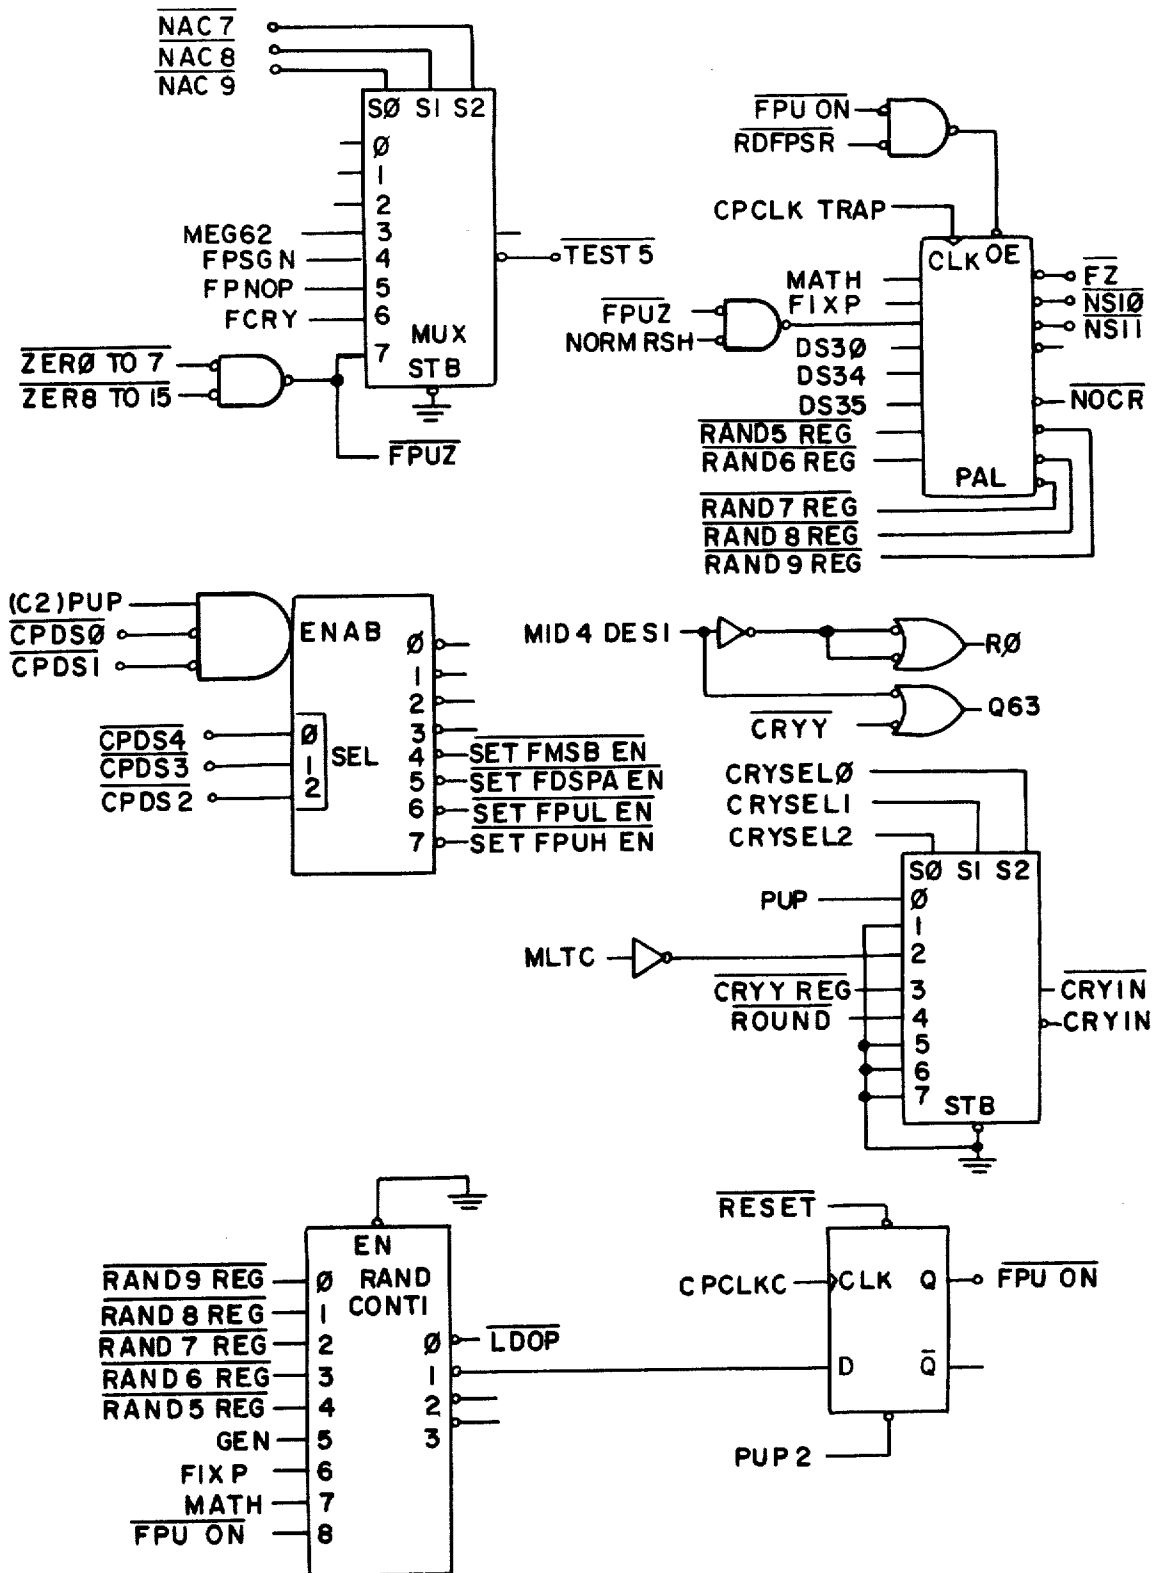 NAC 7
NAC 8
NAC 9
SØ S1 S2
Ø
1
2
MEG62 3
FPSGN 4
FPNOP 5
FCRY 6
7
MUX
STB
TEST 5
ZERØ TO 7
ZER8 TO 15
FPUZ
FPU ON
RDFPSR
CPCLK TRAP
CLK OE
MATH
FIXP
FPUZ
NORM RSH
DS30
DS34
DS35
RAND5 REG
RAND6 REG
PAL
RAND7 REG
RAND 8 REG
RAND 9 REG
FZ
NS1Ø
NS11
NOCR
(C2)PUP
CPDSØ
CPDS1
ENAB
CPDS4
CPDS3
CPDS2
Ø
1
2
SEL
Ø
1
2
3
4 SET FMSB EN
5 SET FDSPA EN
6 SET FPUL EN
7 SET FPUH EN
MID4 DES1
RØ
CRYY
Q63
CRYSELØ
CRYSEL1
CRYSEL2
SØ S1 S2
PUP Ø
1
MLTC 2
CRYY REG 3
ROUND 4
5
6
7
STB
CRYIN
CRYIN
EN
RAND
CONT1
RAND9 REG Ø
RAND 8 REG 1
RAND 7 REG 2
RAND 6 REG 3
RAND 5 REG 4
GEN 5
FIXP 6
MATH 7
FPU ON 8
Ø LDOP
1
2
3
RESET
CPCLKC CLK Q FPU ON
D Q
PUP 2